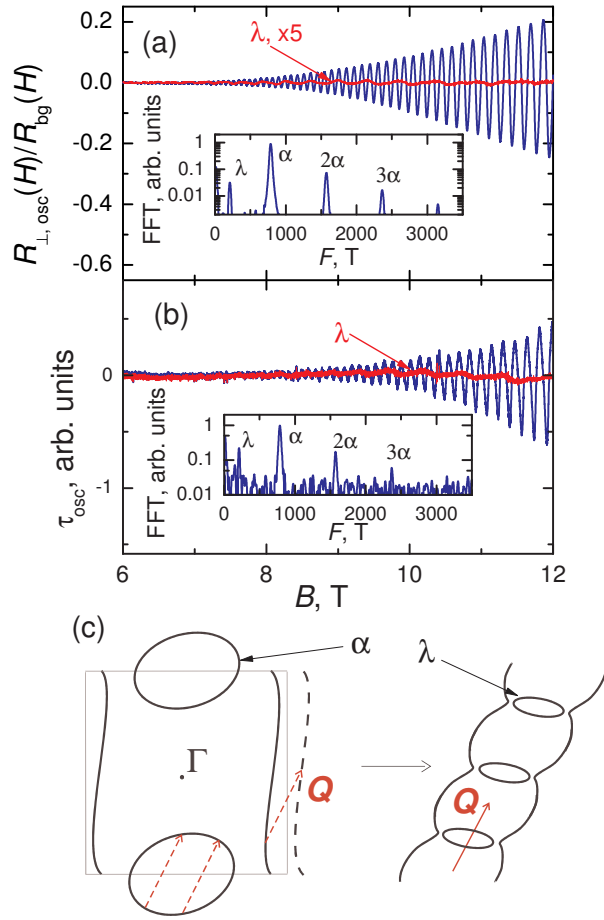 (a)
λ, x5
R⊥, osc(H)/Rbg(H)
0.2
0.0
-0.2
-0.4
-0.6
FFT, arb. units
1
0.1
0.01
λ
α
2α
3α
0 1000 2000 3000
F, T
(b)
λ
τosc, arb. units
0
-1
FFT, arb. units
1
0.1
0.01
λ
α
2α
3α
0 1000 2000 3000
F, T
6 8 10 12
B, T
(c)
α
λ
Γ
Q
Q